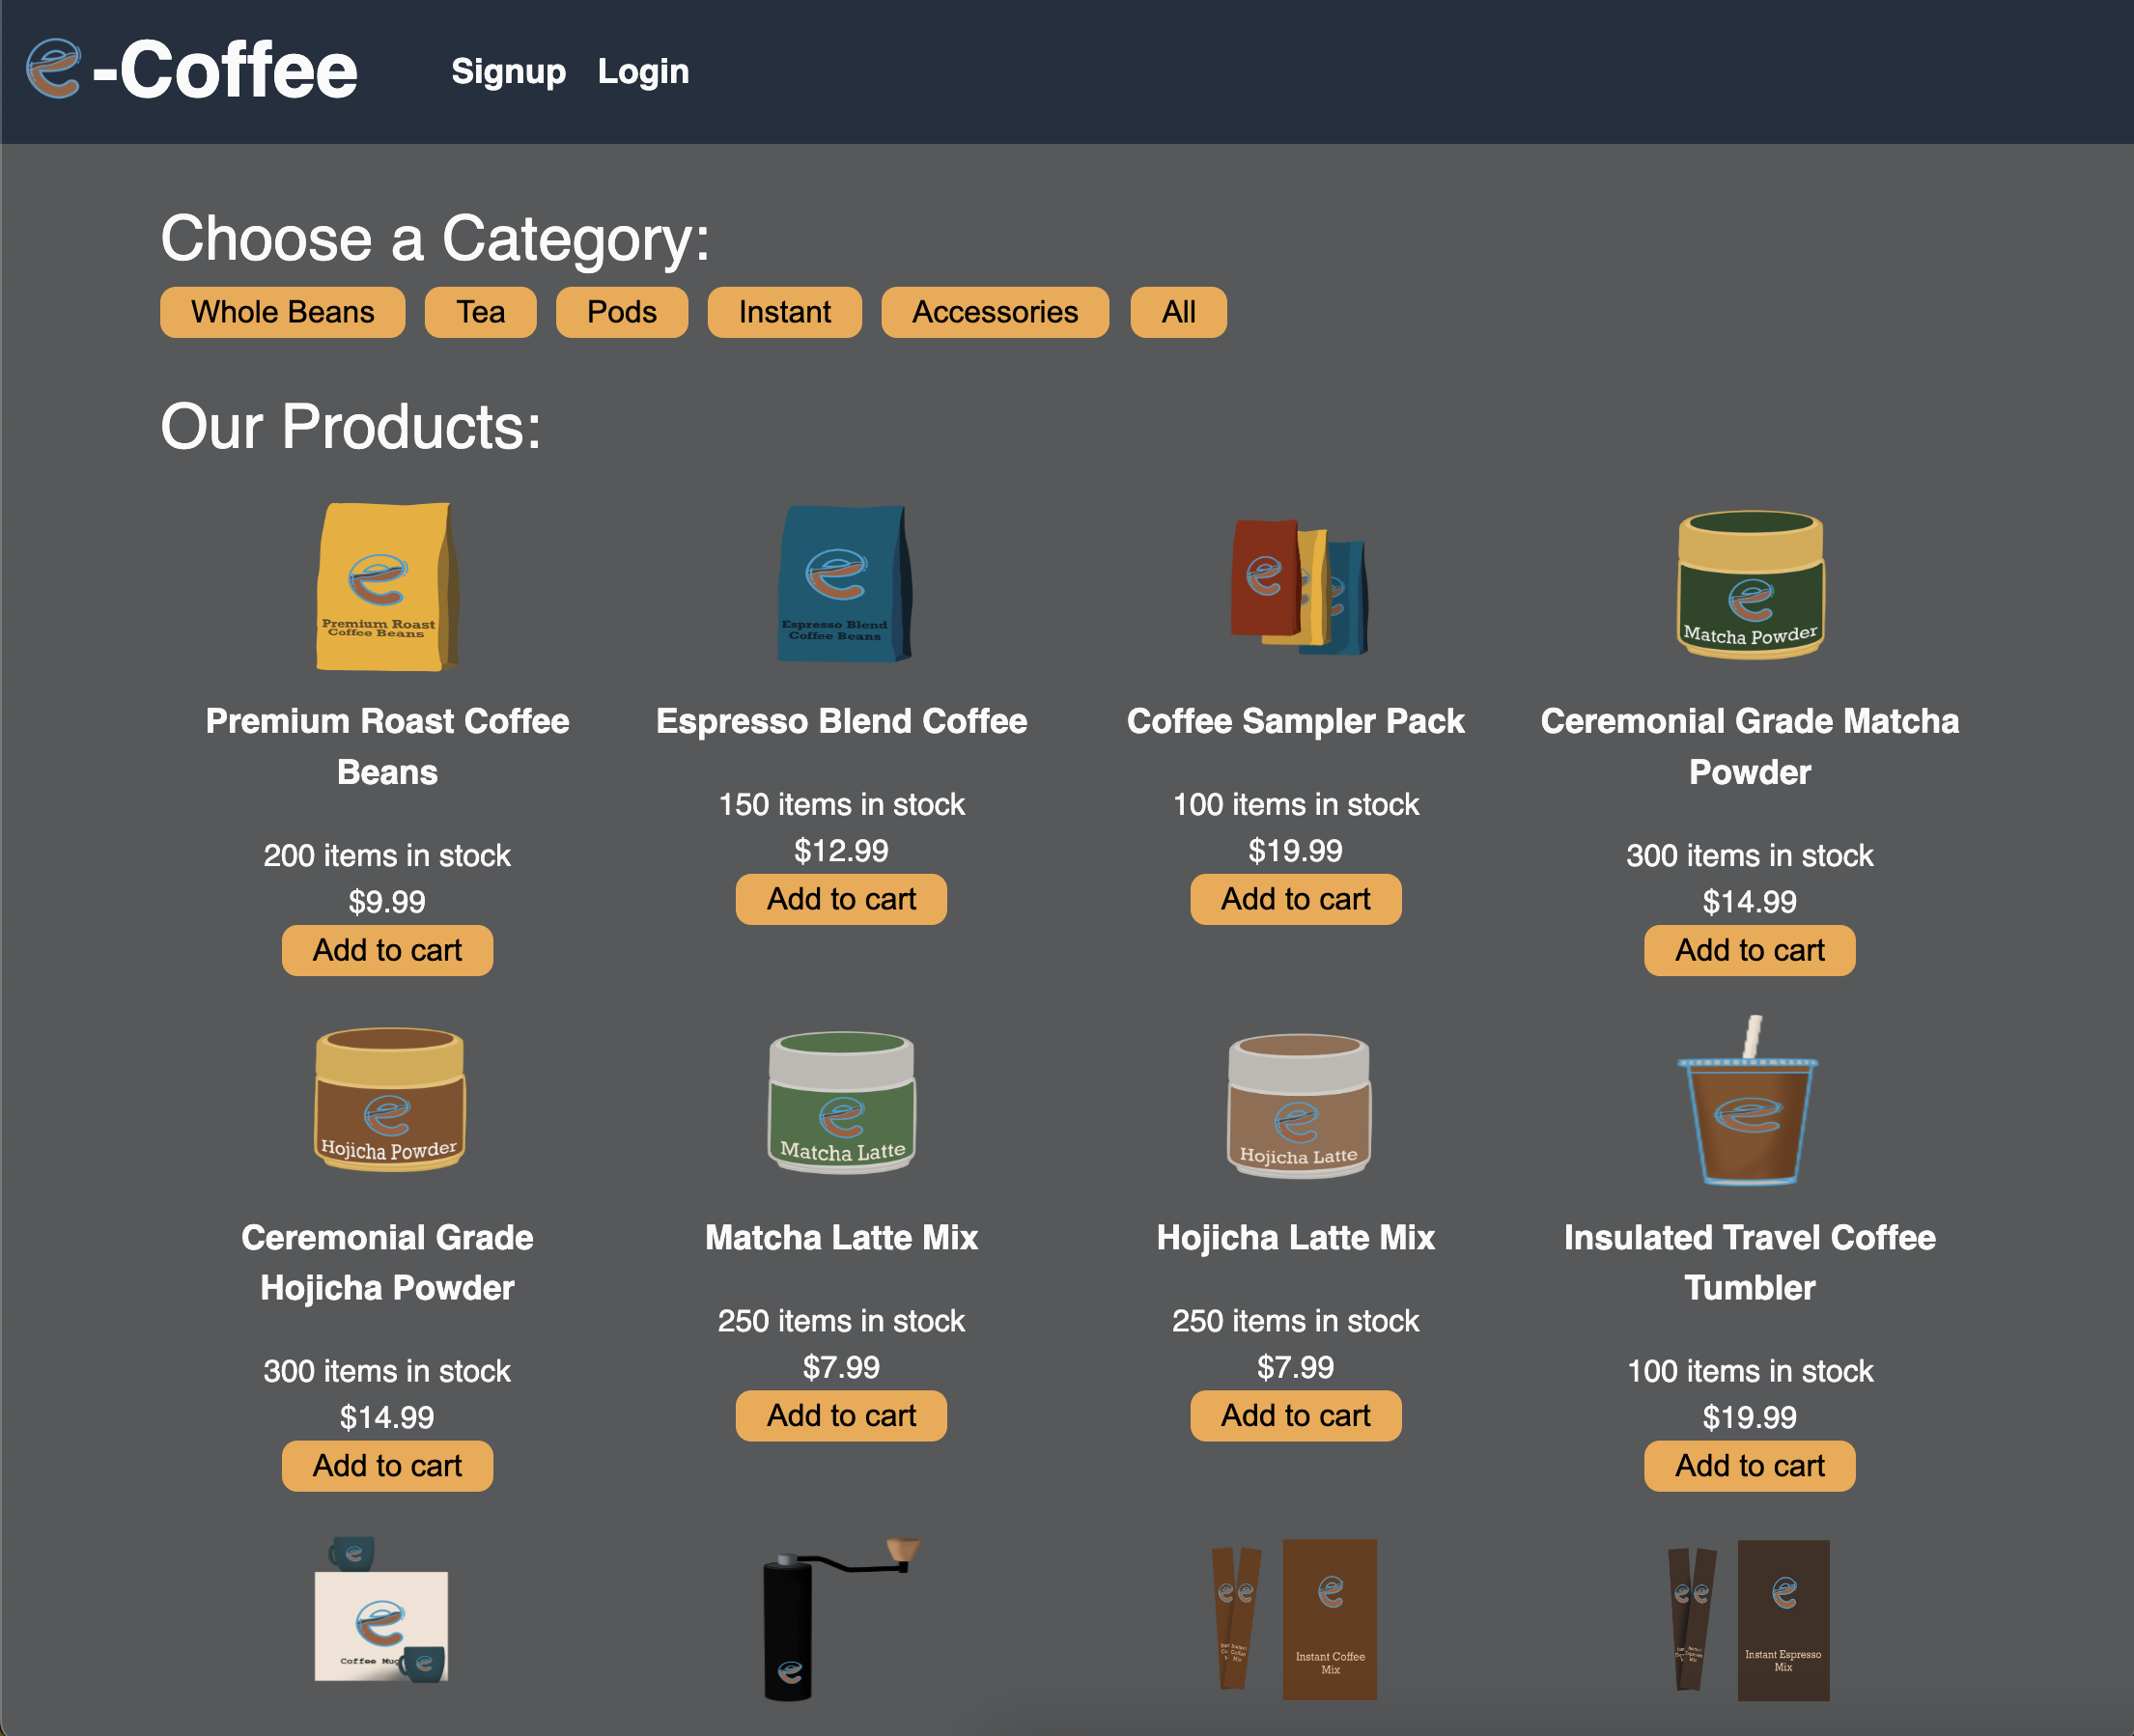 e-Coffee Signup Login
Choose a Category:
Whole Beans Tea Pods Instant Accessories All
Our Products:
Premium Roast
Coffee Beans
Espresso Blend
Coffee Beans
Matcha Powder
Premium Roast Coffee
Beans
200 items in stock
$9.99
Add to cart
Espresso Blend Coffee
150 items in stock
$12.99
Add to cart
Coffee Sampler Pack
100 items in stock
$19.99
Add to cart
Ceremonial Grade Matcha
Powder
300 items in stock
$14.99
Add to cart
Hojicha Powder
Matcha Latte
Hojicha Latte
Ceremonial Grade
Hojicha Powder
300 items in stock
$14.99
Add to cart
Matcha Latte Mix
250 items in stock
$7.99
Add to cart
Hojicha Latte Mix
250 items in stock
$7.99
Add to cart
Insulated Travel Coffee
Tumbler
100 items in stock
$19.99
Add to cart
Coffee Mug
Instant Coffee
Mix
Instant Espresso
Mix